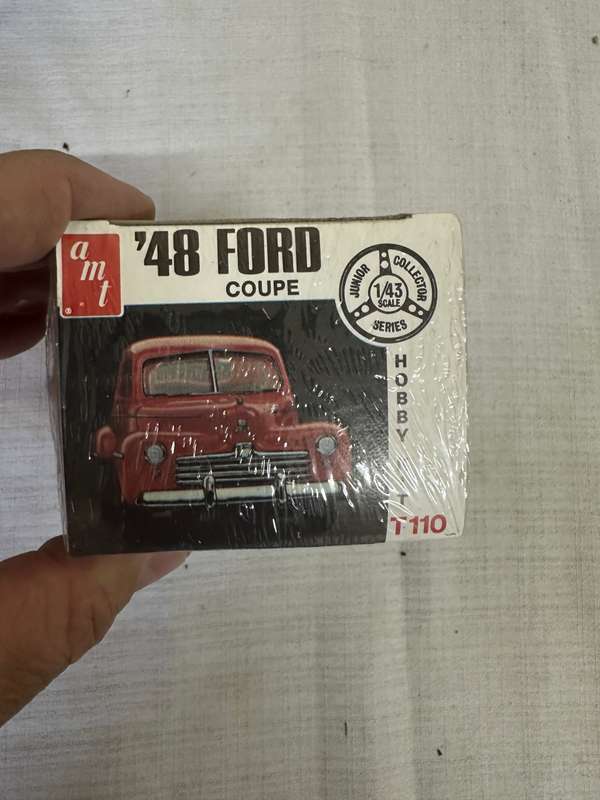 amt
®
'48 FORD
COUPE
JUNIOR COLLECTOR SERIES
1/43
SCALE
HOBBY
T
T110